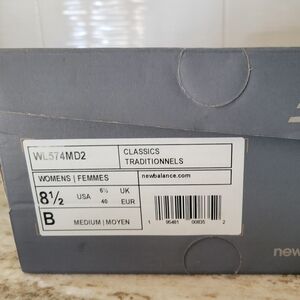 WL574MD2
CLASSICS
TRADITIONNELS
WOMENS | FEMMES
newbalance.com
8½ USA 6½ UK
40 EUR
B MEDIUM | MOYEN
new